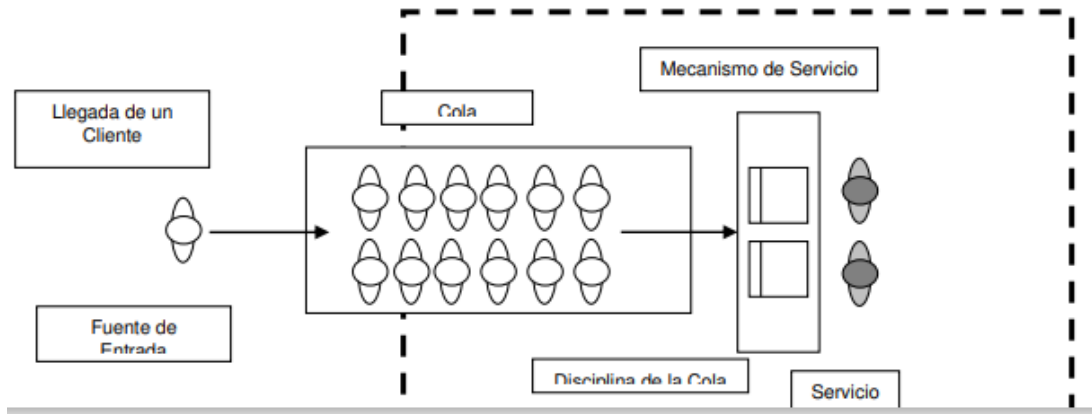 Mecanismo de Servicio
Llegada de un
Cliente
Cola
Fuente de
Entrada
Disciplina de la Cola
Servicio